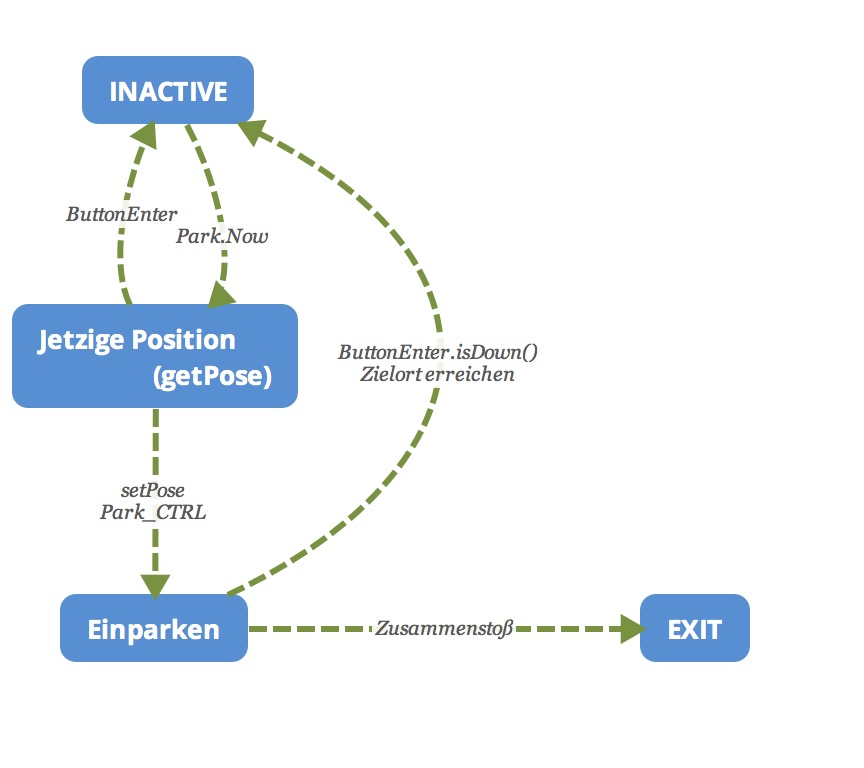 INACTIVE
ButtonEnter
Park.Now
Jetzige Position
(getPose)
ButtonEnter.isDown()
Zielort erreichen
setPose
Park_CTRL
Einparken
Zusammenstoß
EXIT